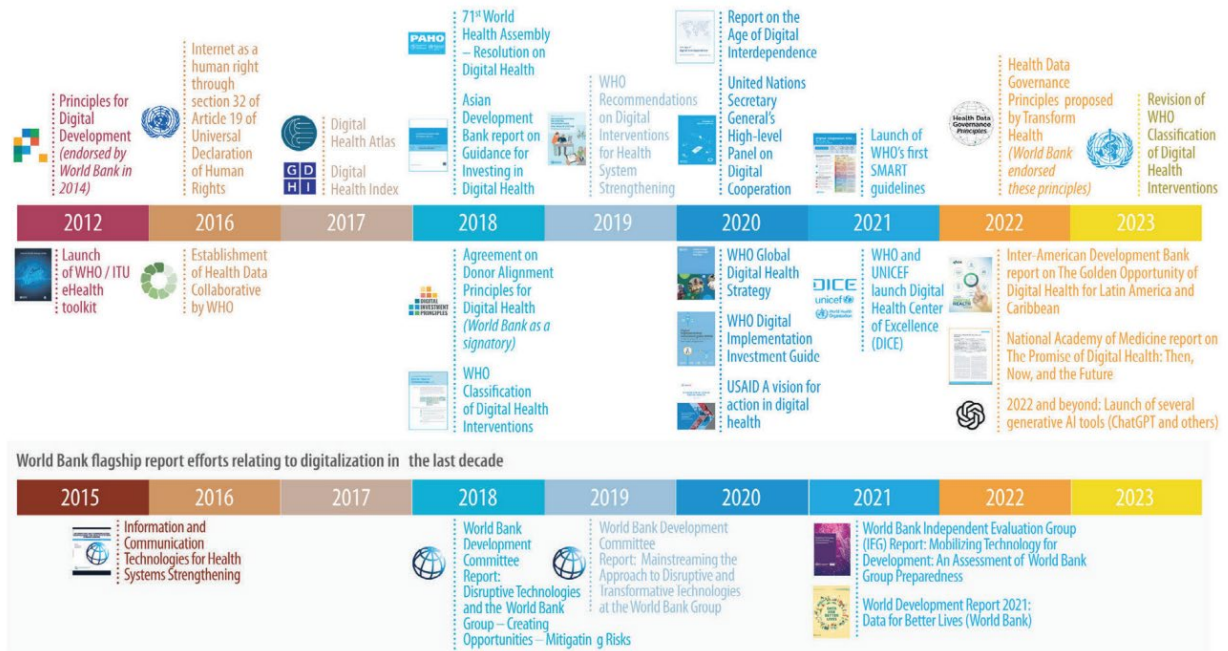 Principles for
Digital
Development
(endorsed by
World Bank in
2014)
Internet as a
human right
through
section 32 of
Article 19 of
Universal
Declaration
of Human
Rights
Digital
Health Atlas
GD
HI
Digital
Health Index
PAHO
71st World
Health Assembly
– Resolution on
Digital Health
Asian
Development
Bank report on
Guidance for
Investing in
Digital Health
WHO
Recommendations
on Digital
Interventions
for Health
System
Strengthening
Report on the
Age of Digital
Interdependence
United Nations
Secretary
General's
High-level
Panel on
Digital
Cooperation
Launch of
WHO's first
SMART
guidelines
Health Data
Governance
Principles
Health Data
Governance
Principles proposed
by Transform
Health
(World Bank
endorsed
these principles)
Revision of
WHO
Classification
of Digital
Health
Interventions
2012 2016 2017 2018 2019 2020 2021 2022 2023
Launch
of WHO / ITU
eHealth
toolkit
Establishment
of Health Data
Collaborative
by WHO
DIGITAL
INVESTMENT
PRINCIPLES
Agreement on
Donor Alignment
Principles for
Digital Health
(World Bank as a
signatory)
WHO
Classification
of Digital Health
Interventions
WHO Global
Digital Health
Strategy
WHO Digital
Implementation
Investment Guide
USAID A vision for
action in digital
health
DICE
unicef
World Health
Organization
WHO and
UNICEF
launch Digital
Health Center
of Excellence
(DICE)
Inter-American Development Bank
report on The Golden Opportunity of
Digital Health for Latin America and
Caribbean
National Academy of Medicine report on
The Promise of Digital Health: Then,
Now, and the Future
2022 and beyond: Launch of several
generative AI tools (ChatGPT and others)
World Bank flagship report efforts relating to digitalization in the last decade
2015 2016 2017 2018 2019 2020 2021 2022 2023
Information and
Communication
Technologies for Health
Systems Strengthening
World Bank
Development
Committee
Report:
Disruptive Technologies
and the World Bank
Group – Creating
Opportunities – Mitigatin g Risks
World Bank Development
Committee
Report: Mainstreaming the
Approach to Disruptive and
Transformative Technologies
at the World Bank Group
World Bank Independent Evaluation Group
(IFG) Report: Mobilizing Technology for
Development: An Assessment of World Bank
Group Preparedness
World Development Report 2021:
Data for Better Lives (World Bank)